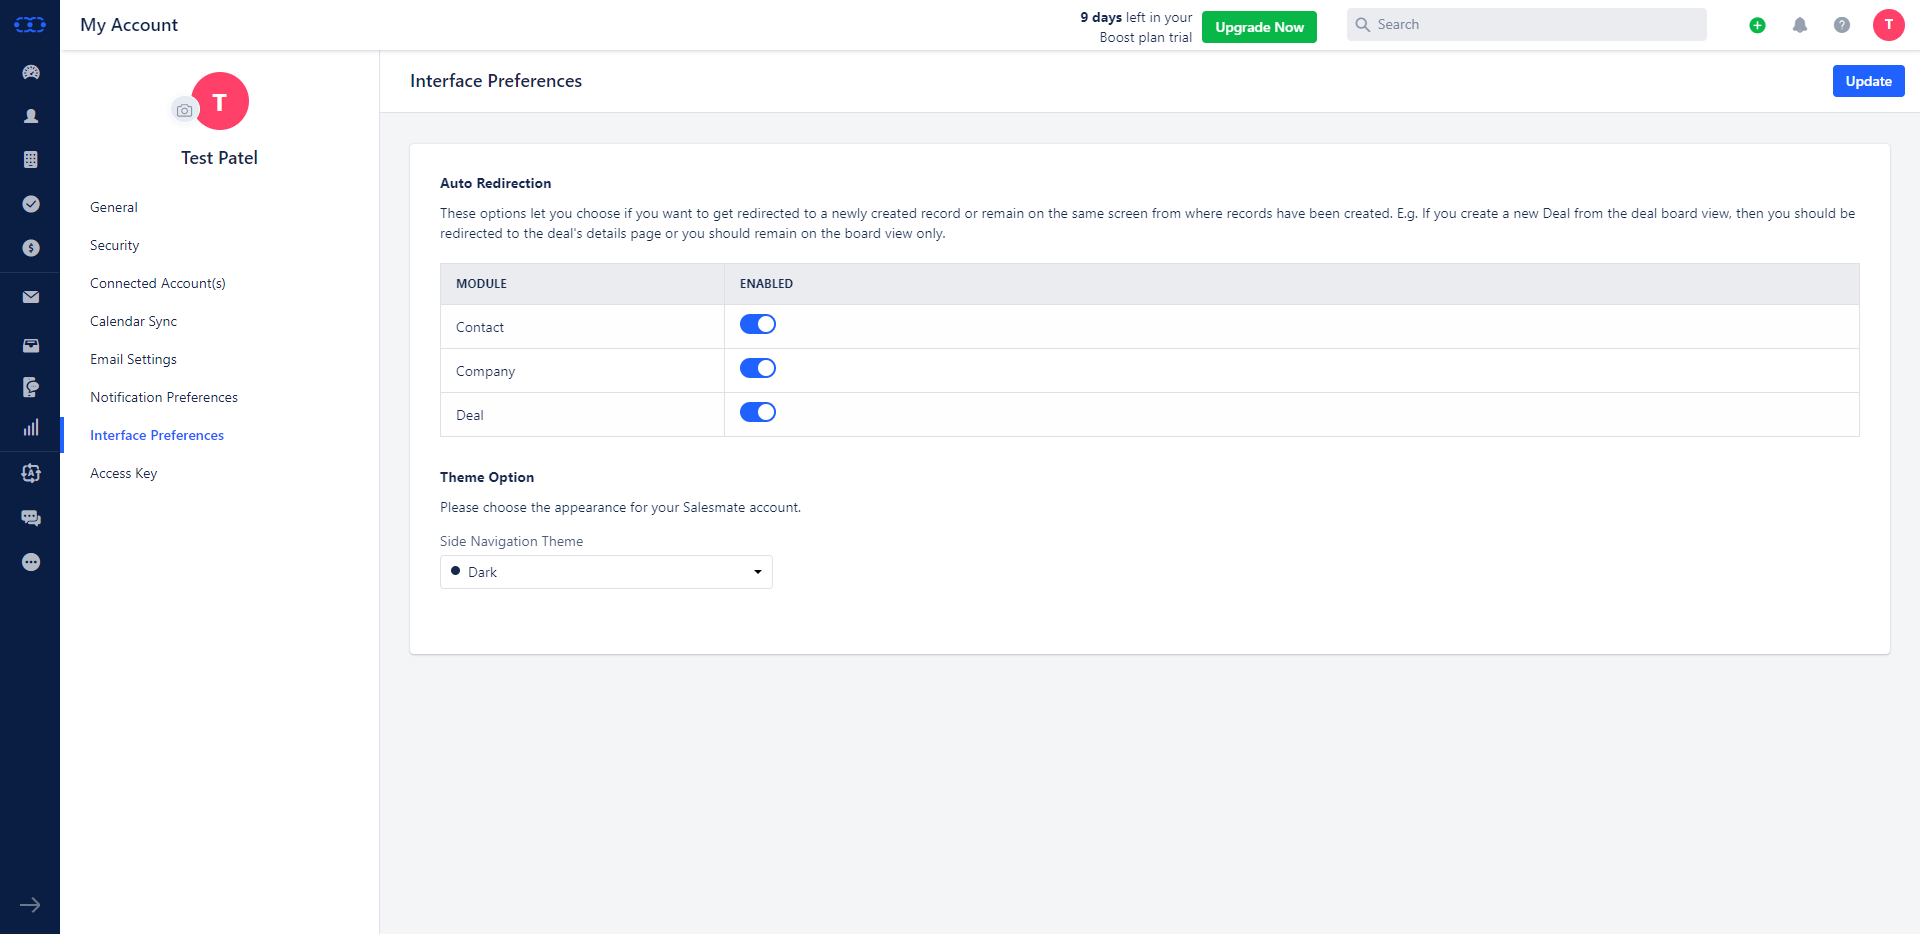 My Account
9 days left in your
Boost plan trial
Upgrade Now
Search
T
T
Test Patel
General
Security
Connected Account(s)
Calendar Sync
Email Settings
Notification Preferences
Interface Preferences
Access Key
Interface Preferences
Update
Auto Redirection
These options let you choose if you want to get redirected to a newly created record or remain on the same screen from where records have been created. E.g. If you create a new Deal from the deal board view, then you should be
redirected to the deal's details page or you should remain on the board view only.
MODULE ENABLED
Contact
Company
Deal
Theme Option
Please choose the appearance for your Salesmate account.
Side Navigation Theme
Dark